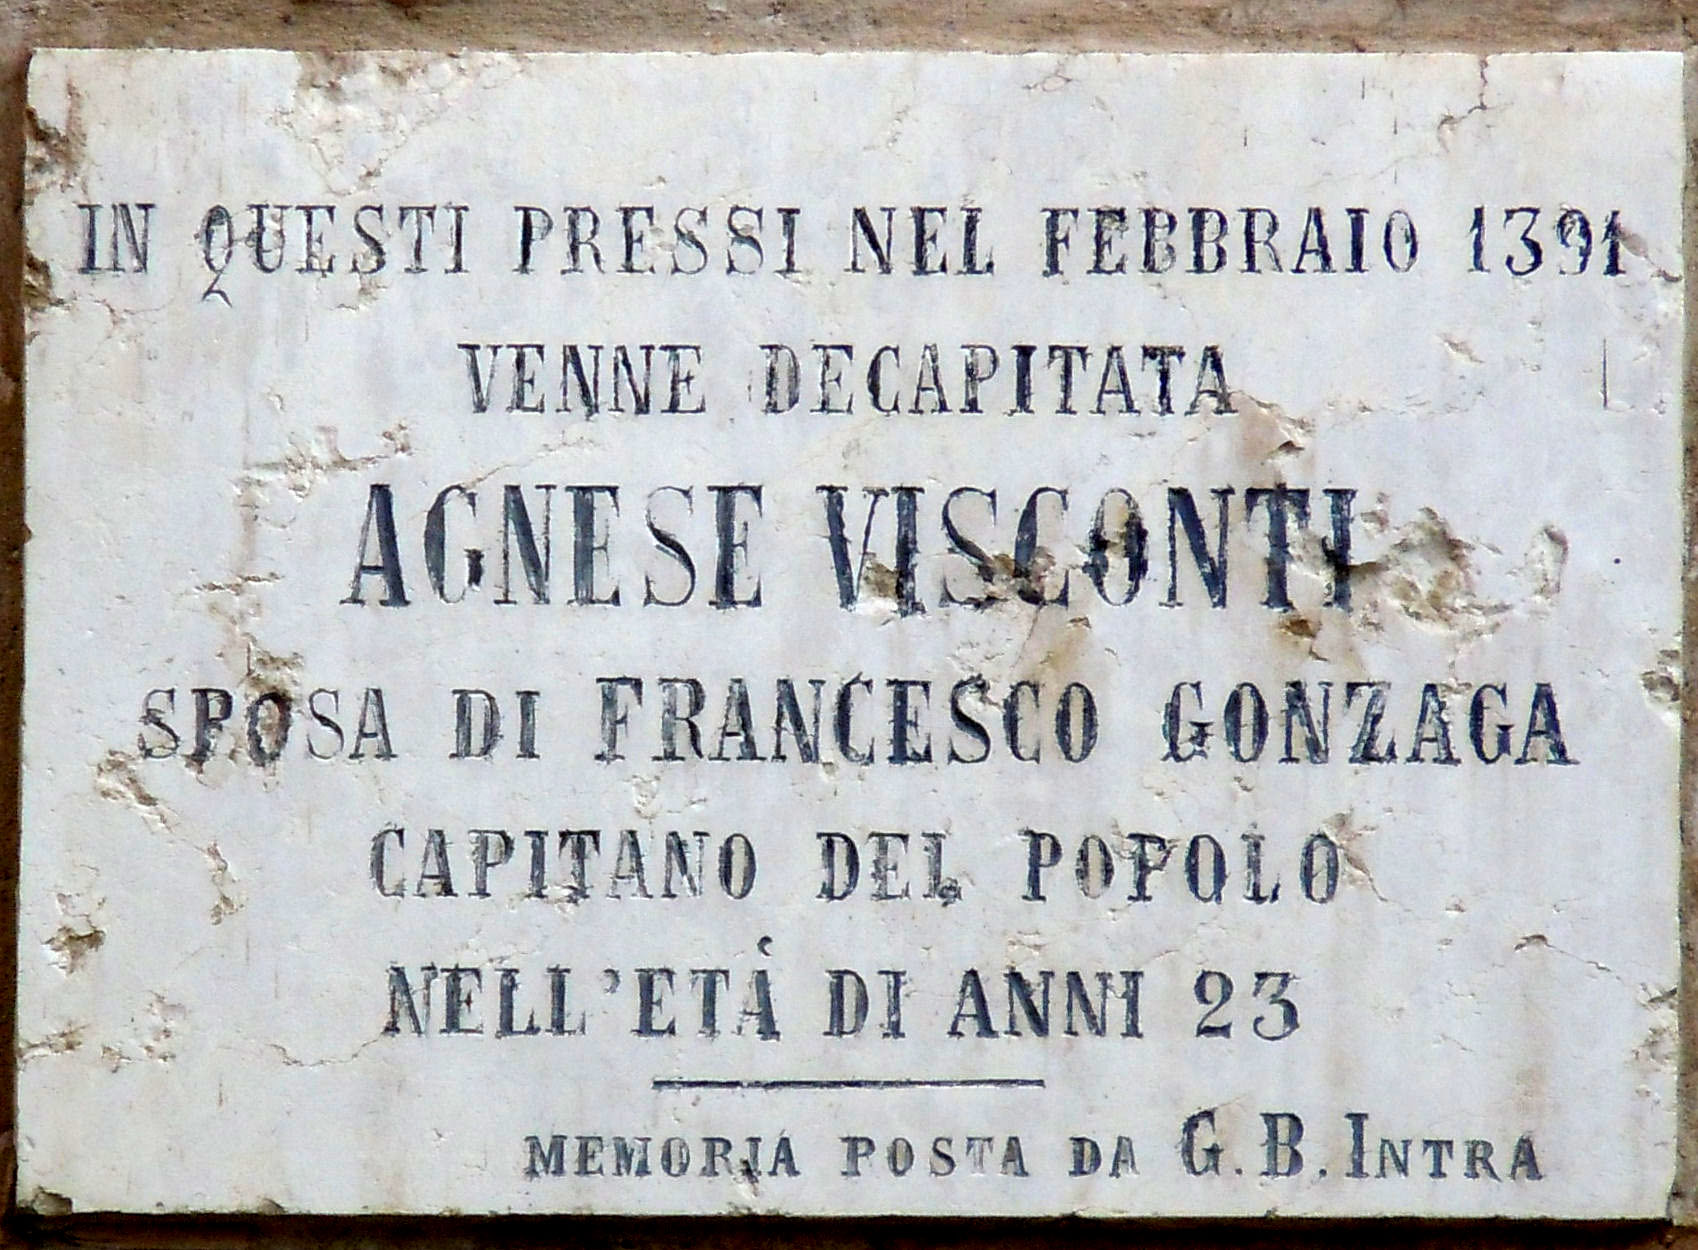 IN QUESTI PRESSI NEL FEBBRAIO 1391
VENNE DECAPITATA
AGNESE VISCONTI
SPOSA DI FRANCESCO GONZAGA
CAPITANO DEL POPOLO
NELL'ETÁ DI ANNI 23
MEMORIA POSTA DA G. B. INTRA